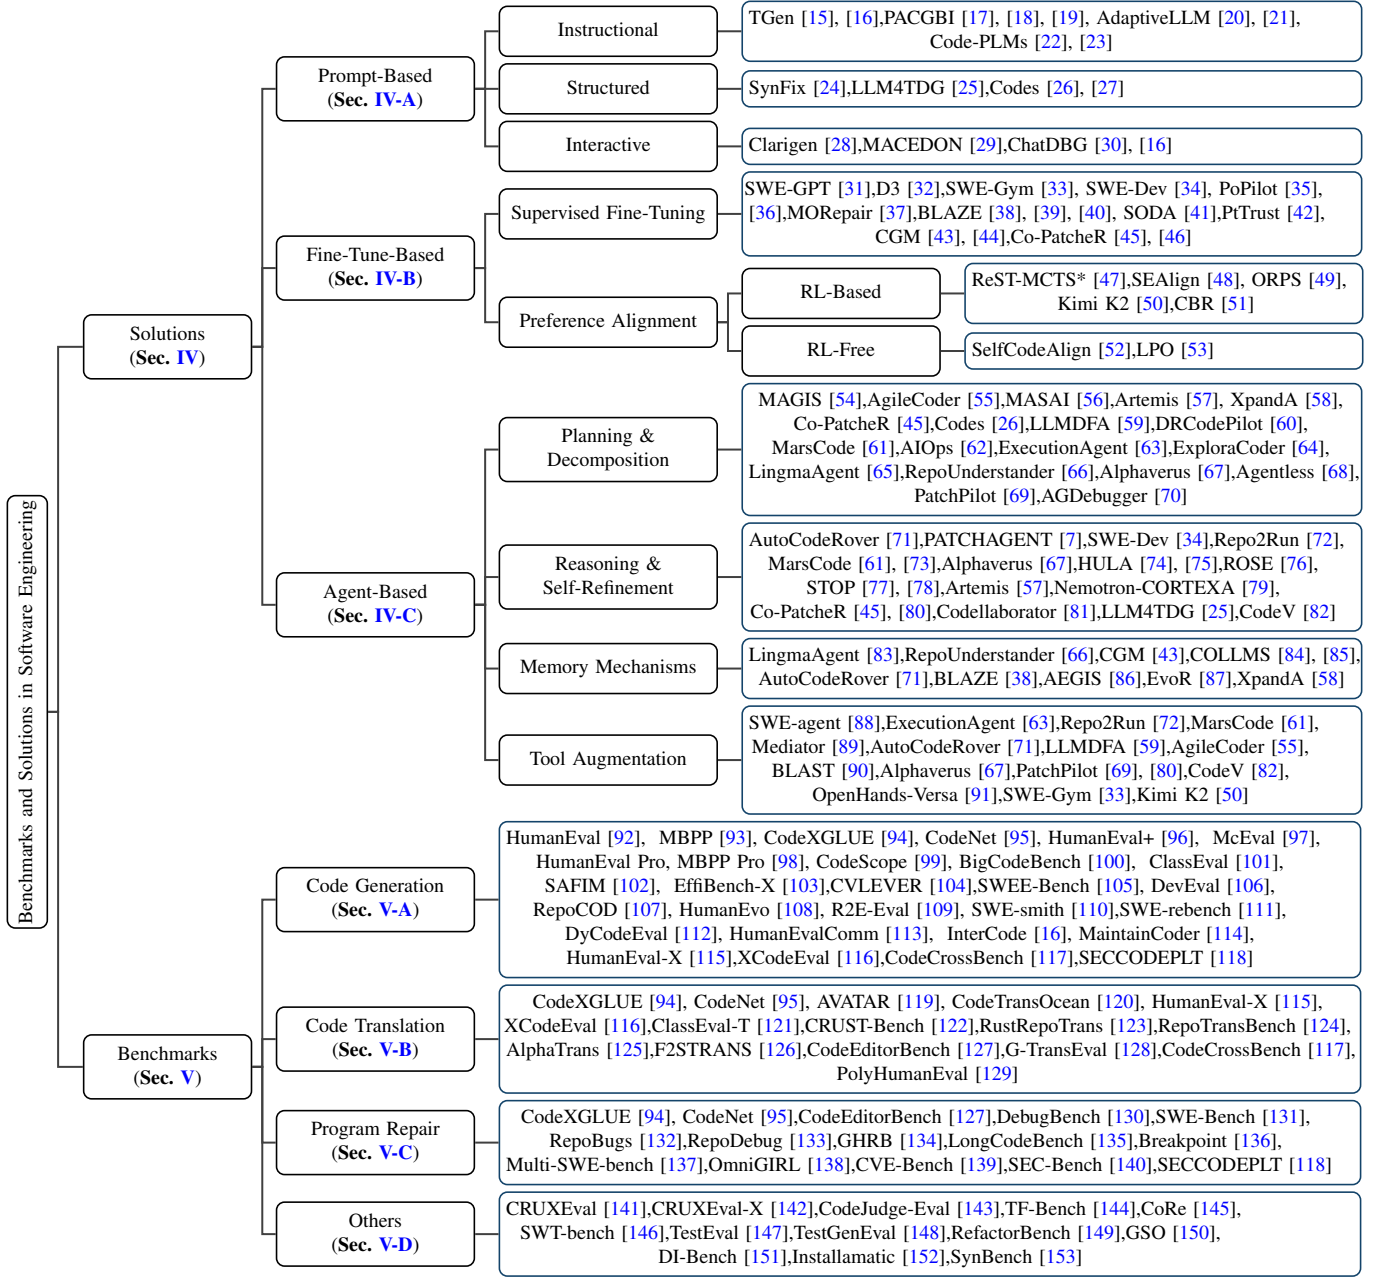 Benchmarks and Solutions in Software Engineering
Solutions
(Sec. IV)
Prompt-Based
(Sec. IV-A)
Instructional
TGen [15], [16],PACGBI [17], [18], [19], AdaptiveLLM [20], [21],
Code-PLMs [22], [23]
Structured
SynFix [24],LLM4TDG [25],Codes [26], [27]
Interactive
Clarigen [28],MACEDON [29],ChatDBG [30], [16]
Fine-Tune-Based
(Sec. IV-B)
Supervised Fine-Tuning
SWE-GPT [31],D3 [32],SWE-Gym [33], SWE-Dev [34], PoPilot [35],
[36],MORepair [37],BLAZE [38], [39], [40], SODA [41],PtTrust [42],
CGM [43], [44],Co-PatcheR [45], [46]
Preference Alignment
RL-Based
ReST-MCTS* [47],SEAlign [48], ORPS [49],
Kimi K2 [50],CBR [51]
RL-Free
SelfCodeAlign [52],LPO [53]
Agent-Based
(Sec. IV-C)
Planning &
Decomposition
MAGIS [54],AgileCoder [55],MASAI [56],Artemis [57], XpandA [58],
Co-PatcheR [45],Codes [26],LLMDFA [59],DRCodePilot [60],
MarsCode [61],AIOps [62],ExecutionAgent [63],ExploraCoder [64],
LingmaAgent [65],RepoUnderstander [66],Alphaverus [67],Agentless [68],
PatchPilot [69],AGDebugger [70]
Reasoning &
Self-Refinement
AutoCodeRover [71],PATCHAGENT [7],SWE-Dev [34],Repo2Run [72],
MarsCode [61], [73],Alphaverus [67],HULA [74], [75],ROSE [76],
STOP [77], [78],Artemis [57],Nemotron-CORTEXA [79],
Co-PatcheR [45], [80],Codellaborator [81],LLM4TDG [25],CodeV [82]
Memory Mechanisms
LingmaAgent [83],RepoUnderstander [66],CGM [43],COLLMS [84], [85],
AutoCodeRover [71],BLAZE [38],AEGIS [86],EvoR [87],XpandA [58]
Tool Augmentation
SWE-agent [88],ExecutionAgent [63],Repo2Run [72],MarsCode [61],
Mediator [89],AutoCodeRover [71],LLMDFA [59],AgileCoder [55],
BLAST [90],Alphaverus [67],PatchPilot [69], [80],CodeV [82],
OpenHands-Versa [91],SWE-Gym [33],Kimi K2 [50]
Benchmarks
(Sec. V)
Code Generation
(Sec. V-A)
HumanEval [92], MBPP [93], CodeXGLUE [94], CodeNet [95], HumanEval+ [96], McEval [97],
HumanEval Pro, MBPP Pro [98], CodeScope [99], BigCodeBench [100], ClassEval [101],
SAFIM [102], EffiBench-X [103],CVLEVER [104],SWEE-Bench [105], DevEval [106],
RepoCOD [107], HumanEvo [108], R2E-Eval [109], SWE-smith [110],SWE-rebench [111],
DyCodeEval [112], HumanEvalComm [113], InterCode [16], MaintainCoder [114],
HumanEval-X [115],XCodeEval [116],CodeCrossBench [117],SECCODEPLT [118]
Code Translation
(Sec. V-B)
CodeXGLUE [94], CodeNet [95], AVATAR [119], CodeTransOcean [120], HumanEval-X [115],
XCodeEval [116],ClassEval-T [121],CRUST-Bench [122],RustRepoTrans [123],RepoTransBench [124],
AlphaTrans [125],F2STRANS [126],CodeEditorBench [127],G-TransEval [128],CodeCrossBench [117],
PolyHumanEval [129]
Program Repair
(Sec. V-C)
CodeXGLUE [94], CodeNet [95],CodeEditorBench [127],DebugBench [130],SWE-Bench [131],
RepoBugs [132],RepoDebug [133],GHRB [134],LongCodeBench [135],Breakpoint [136],
Multi-SWE-bench [137],OmniGIRL [138],CVE-Bench [139],SEC-Bench [140],SECCODEPLT [118]
Others
(Sec. V-D)
CRUXEval [141],CRUXEval-X [142],CodeJudge-Eval [143],TF-Bench [144],CoRe [145],
SWT-bench [146],TestEval [147],TestGenEval [148],RefactorBench [149],GSO [150],
DI-Bench [151],Installamatic [152],SynBench [153]